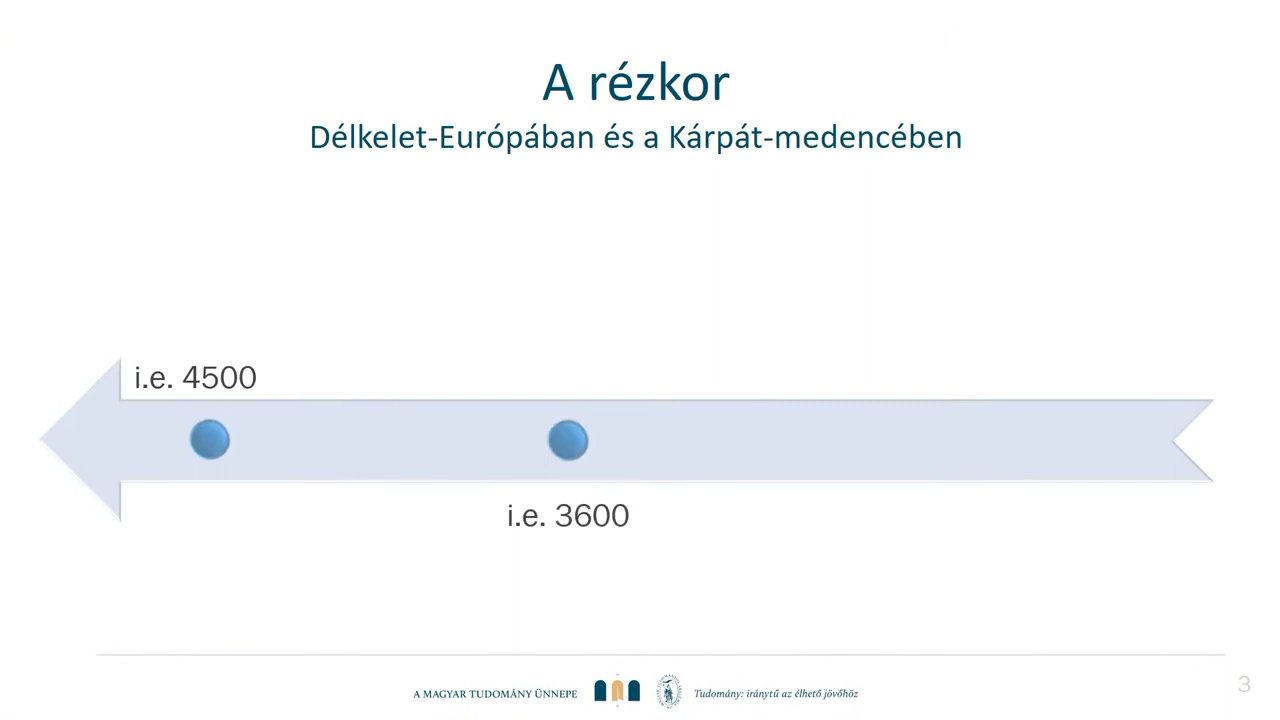 A rézkor
Délkelet-Európában és a Kárpát-medencében
i.e. 4500
i.e. 3600
A MAGYAR TUDOMÁNY ÜNNEPE
Tudomány: iránytű az élhető jövőhöz
3